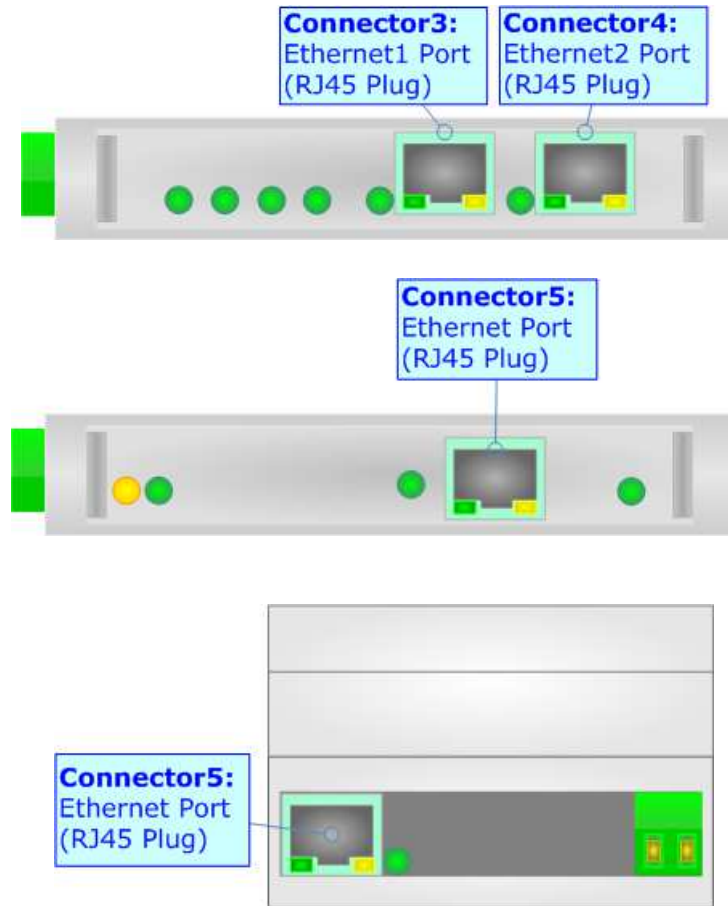 Connector3:
Ethernet1 Port
(RJ45 Plug)
Connector4:
Ethernet2 Port
(RJ45 Plug)
Connector5:
Ethernet Port
(RJ45 Plug)
Connector5:
Ethernet Port
(RJ45 Plug)